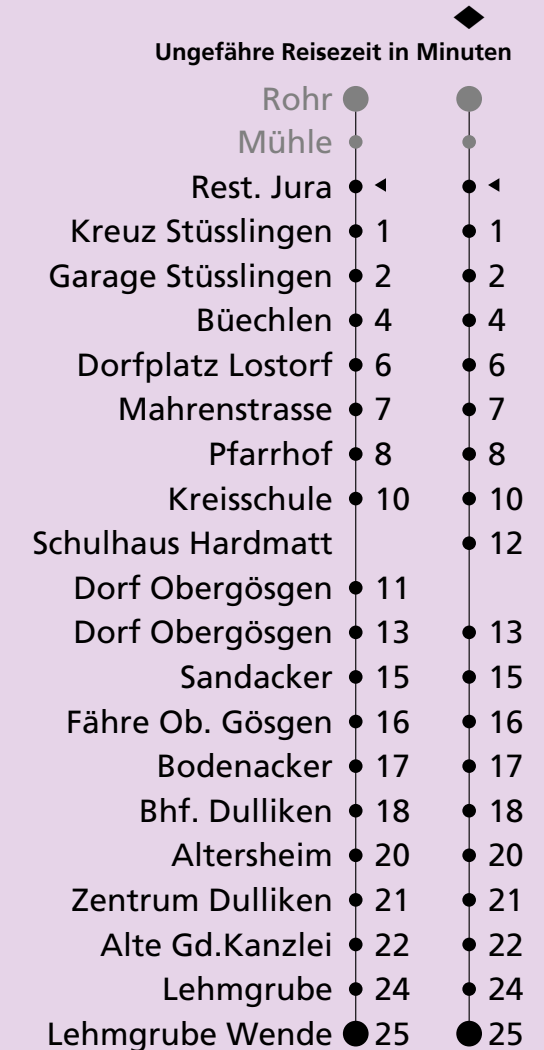 Ungefähre Reisezeit in Minuten
Rohr
Mühle
Rest. Jura
Kreuz Stüsslingen 1 1
Garage Stüsslingen 2 2
Büechlen 4 4
Dorfplatz Lostorf 6 6
Mahrenstrasse 7 7
Pfarrhof 8 8
Kreisschule 10 10
Schulhaus Hardmatt 12
Dorf Obergösgen 11
Dorf Obergösgen 13 13
Sandacker 15 15
Fähre Ob. Gösgen 16 16
Bodenacker 17 17
Bhf. Dulliken 18 18
Altersheim 20 20
Zentrum Dulliken 21 21
Alte Gd.Kanzlei 22 22
Lehmgrube 24 24
Lehmgrube Wende 25 25